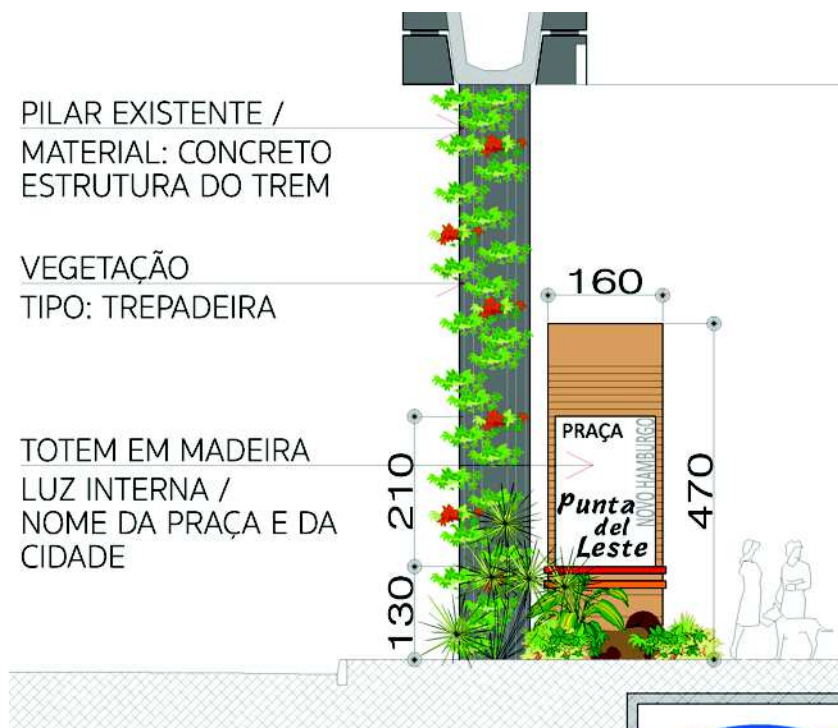 PILAR EXISTENTE /
MATERIAL: CONCRETO
ESTRUTURA DO TREM
VEGETAÇÃO
TIPO: TREPADEIRA
TOTEM EM MADEIRA
LUZ INTERNA /
NOME DA PRAÇA E DA
CIDADE
210
130
160
PRAÇA
NOVO HAMBURGO
Punta
del
Leste
470